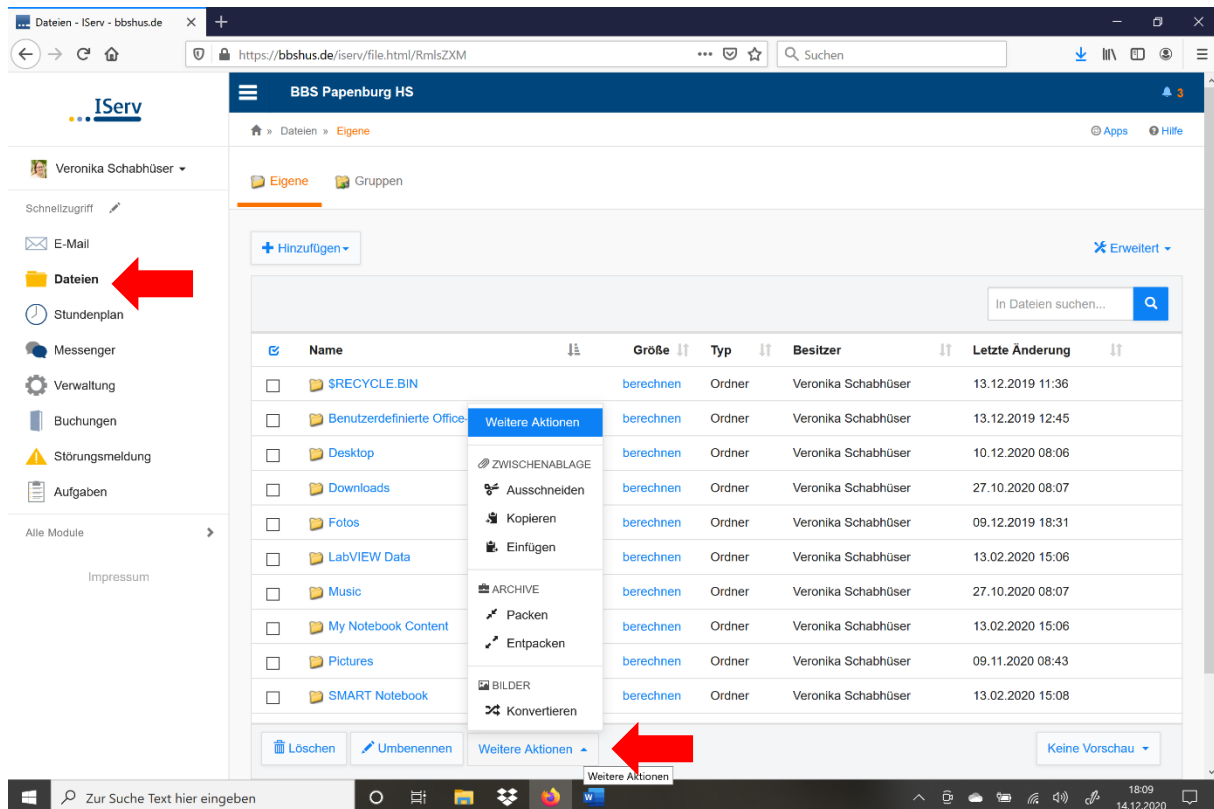 Dateien - IServ - bbshus.de
https://bbshus.de/iserv/file.html/RmlsZXM
Suchen
IServ
BBS Papenburg HS
3
» Dateien » Eigene
Apps Hilfe
Veronika Schabhüser
Schnellzugriff
E-Mail
Dateien
Stundenplan
Messenger
Verwaltung
Buchungen
Störungsmeldung
Aufgaben
Alle Module
Impressum
Eigene Gruppen
Hinzufügen
Erweitert
In Dateien suchen...
Name Größe Typ Besitzer Letzte Änderung
$RECYCLE.BIN berechnen Ordner Veronika Schabhüser 13.12.2019 11:36
Benutzerdefinierte Office- berechnen Ordner Veronika Schabhüser 13.12.2019 12:45
Desktop berechnen Ordner Veronika Schabhüser 10.12.2020 08:06
Downloads berechnen Ordner Veronika Schabhüser 27.10.2020 08:07
Fotos berechnen Ordner Veronika Schabhüser 09.12.2019 18:31
LabVIEW Data berechnen Ordner Veronika Schabhüser 13.02.2020 15:06
Music berechnen Ordner Veronika Schabhüser 27.10.2020 08:07
My Notebook Content berechnen Ordner Veronika Schabhüser 13.02.2020 15:06
Pictures berechnen Ordner Veronika Schabhüser 09.11.2020 08:43
SMART Notebook berechnen Ordner Veronika Schabhüser 13.02.2020 15:08
Weitere Aktionen
ZWISCHENABLAGE
Ausschneiden
Kopieren
Einfügen
ARCHIVE
Packen
Entpacken
BILDER
Konvertieren
Löschen Umbenennen Weitere Aktionen Keine Vorschau
Weitere Aktionen
Zur Suche Text hier eingeben
W
18:09
14.12.2020